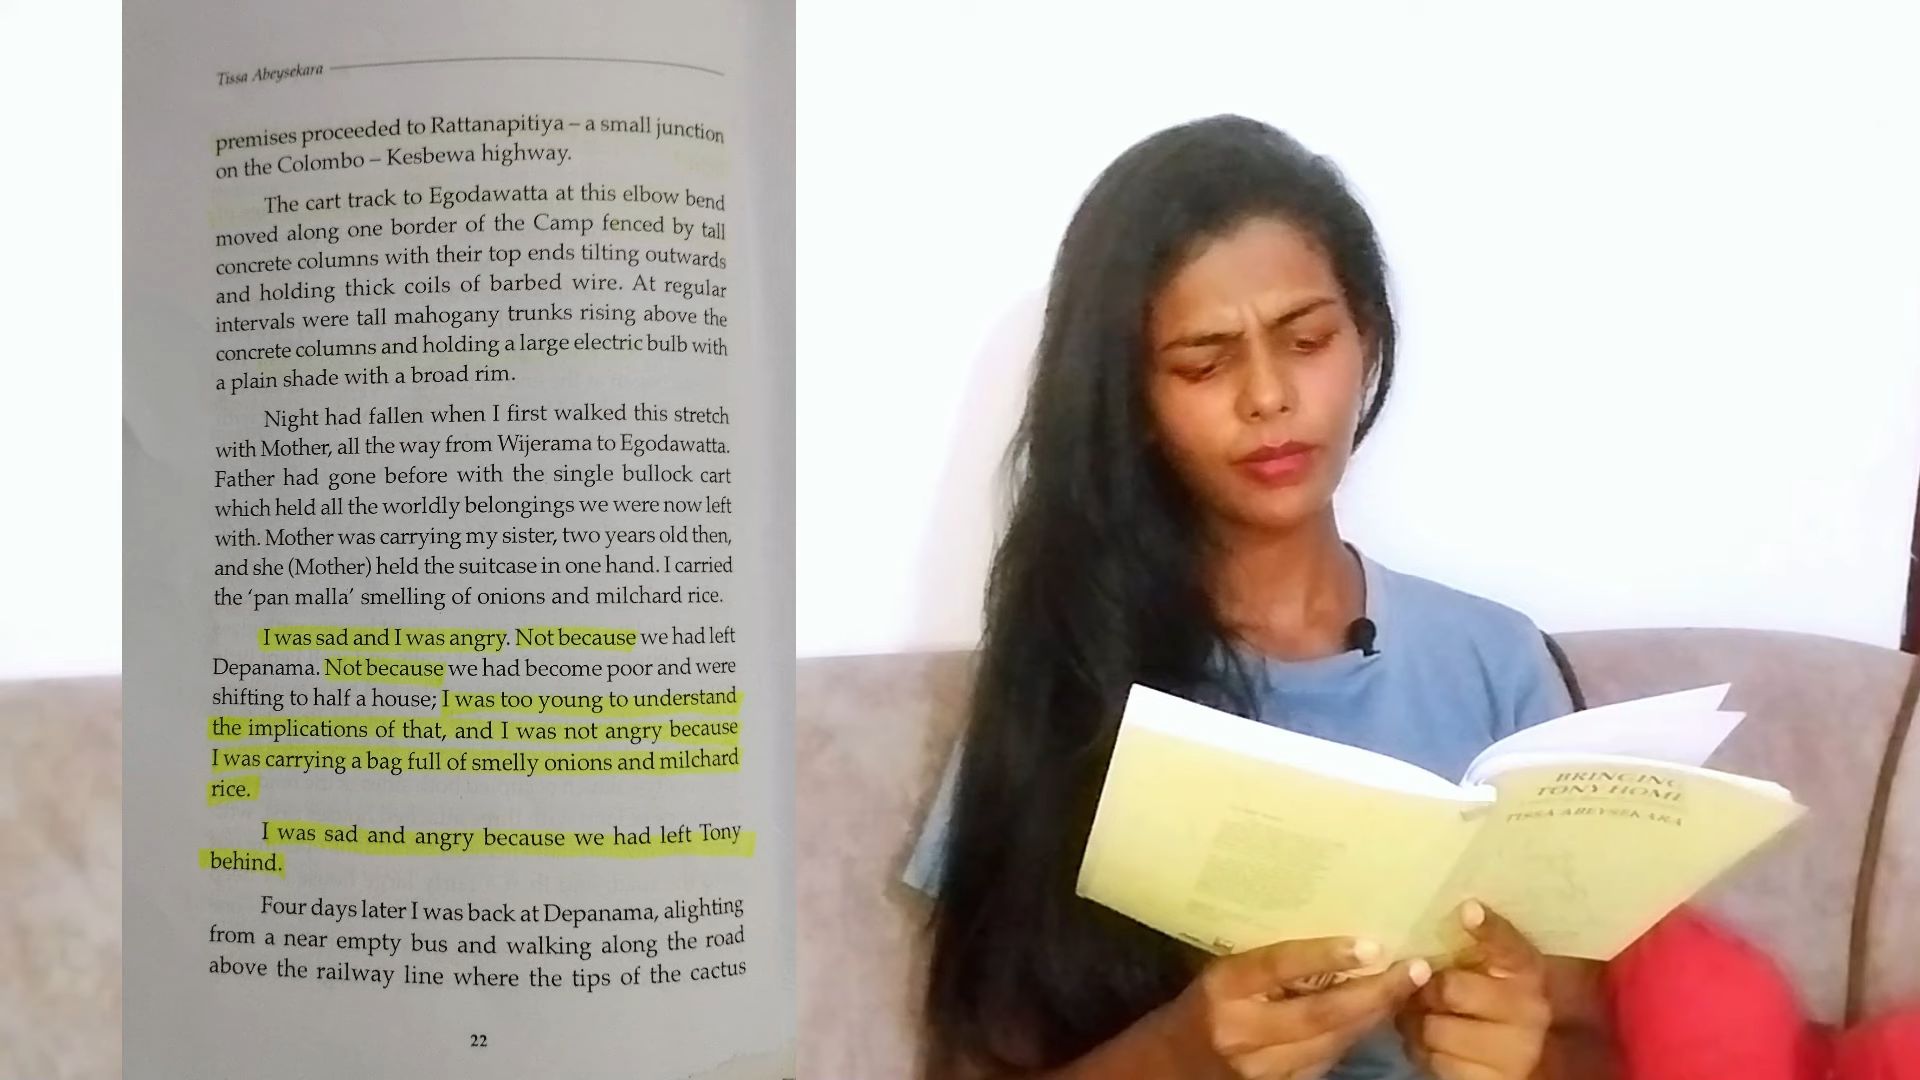 Tissa Abeysekara
premises proceeded to Rattanapitiya – a small junction
on the Colombo – Kesbewa highway.
The cart track to Egodawatta at this elbow bend
moved along one border of the Camp fenced by tall
concrete columns with their top ends tilting outwards
and holding thick coils of barbed wire. At regular
intervals were tall mahogany trunks rising above the
concrete columns and holding a large electric bulb with
a plain shade with a broad rim.
Night had fallen when I first walked this stretch
with Mother, all the way from Wijerama to Egodawatta.
Father had gone before with the single bullock cart
which held all the worldly belongings we were now left
with. Mother was carrying my sister, two years old then,
and she (Mother) held the suitcase in one hand. I carried
the ‘pan malla’ smelling of onions and milchard rice.
I was sad and I was angry. Not because we had left
Depanama. Not because we had become poor and were
shifting to half a house; I was too young to understand
the implications of that, and I was not angry because
I was carrying a bag full of smelly onions and milchard
rice.
I was sad and angry because we had left Tony
behind.
Four days later I was back at Depanama, alighting
from a near empty bus and walking along the road
above the railway line where the tips of the cactus
22
BRINGING
TONY HOME
TISSA ABEYSEKARA